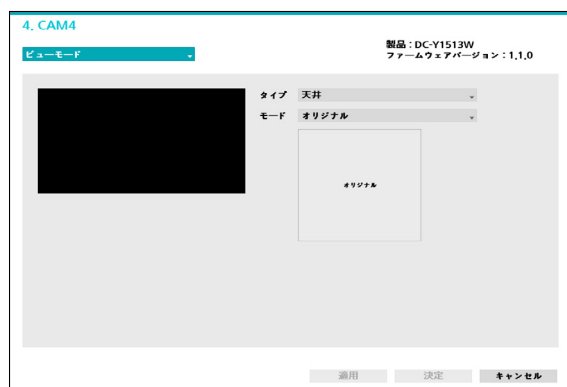 4. CAM4
製品 : DC-Y1513W
ビューモード
ファームウェアバージョン : 1.1.0
タイプ 天井
モード オリジナル
オリジナル
適用 決定 キャンセル